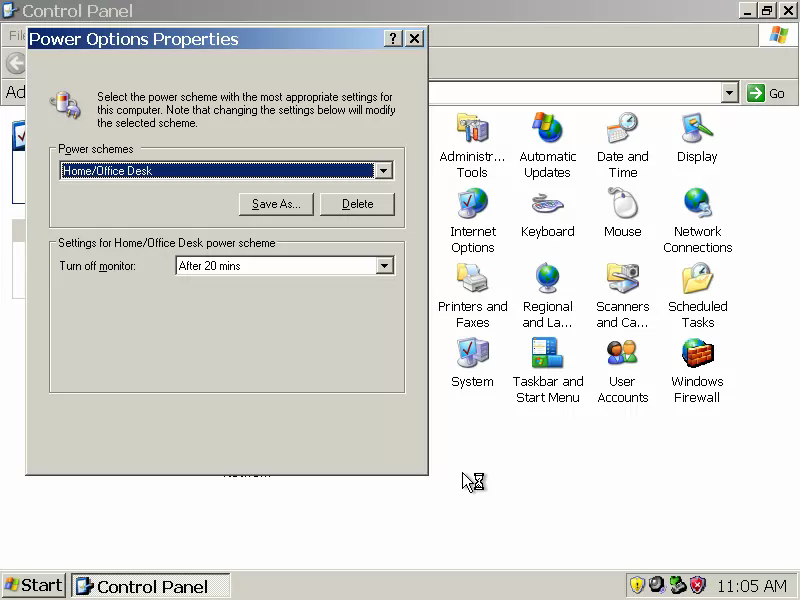 Control Panel
Fil
Power Options Properties
Ad
Go
Select the power scheme with the most appropriate settings for
this computer. Note that changing the settings below will modify
the selected scheme.
Power schemes
Home/Office Desk
Save As...
Delete
Settings for Home/Office Desk power scheme
Turn off monitor:
After 20 mins
Administr...
Tools
Automatic
Updates
Date and
Time
Display
Internet
Options
Keyboard
Mouse
Network
Connections
Printers and
Faxes
Regional
and La...
Scanners
and Ca...
Scheduled
Tasks
System
Taskbar and
Start Menu
User
Accounts
Windows
Firewall
Start
Control Panel
11:05 AM